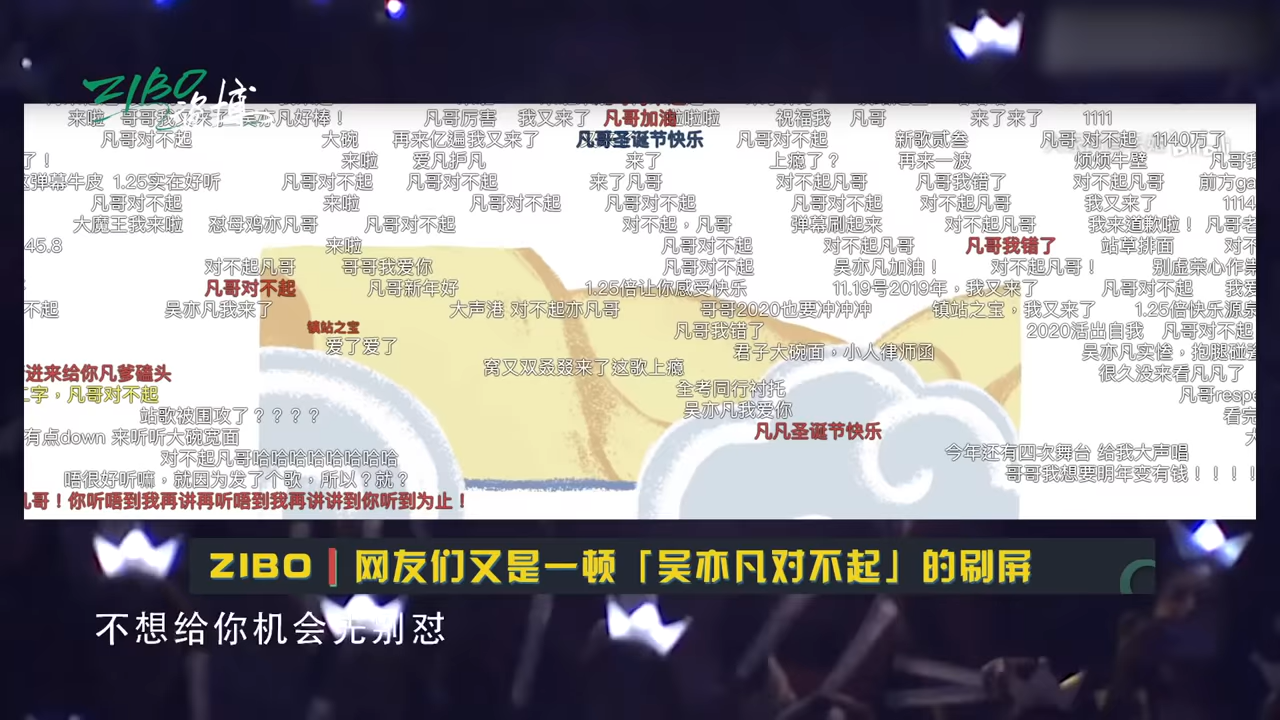 ZIBO
来啦 哥哥我又来了 吴亦凡好棒！ 凡哥厉害 我又来了 凡哥加油啦啦 祝福我 凡哥 来了来了 1111
凡哥对不起 大碗 再来亿遍我又来了 凡哥圣诞节快乐 凡哥对不起 新歌贰叁 凡哥 对不起 1140万了
了！ 来啦 爱凡护凡 来了 上瘾了？ 再来一波 烦烦牛壁 凡哥我
弹幕牛皮 1.25实在好听 凡哥对不起 凡哥对不起 来了凡哥 对不起凡哥 凡哥我错了 对不起凡哥 前方ga
凡哥对不起 来啦 凡哥对不起 凡哥对不起 凡哥对不起 对不起凡哥 我又来了 1114
大魔王我来啦 怼母鸡亦凡哥 凡哥对不起 对不起，凡哥 弹幕刷起来 对不起凡哥 我来道歉啦！ 凡哥老
45.8 来啦 凡哥对不起 对不起凡哥 凡哥我错了 站草排面 对不
对不起凡哥 哥哥我爱你 凡哥对不起 吴亦凡加油！ 对不起凡哥！ 别虚荣心作祟
凡哥对不起 凡哥新年好 1.25倍让你感受快乐 11.19号2019年，我又来了 凡哥对不起 我爱
不起 吴亦凡我来了 大声港 对不起亦凡哥 哥哥2020也要冲冲冲 镇站之宝，我又来了 1.25倍快乐源泉
镇站之宝 凡哥我错了 2020活出自我 凡哥对不起
爱了爱了 君子大碗面，小人律师函 吴亦凡实惨，抱腿碰瓷
进来给你凡爹磕头 窝又双叒叕来了这歌上瘾 很久没来看凡凡了
字，凡哥对不起 全考同行衬托 凡哥respe
站歌被围攻了？？？？ 吴亦凡我爱你 看完
有点down 来听听大碗宽面 凡凡圣诞节快乐
对不起凡哥哈哈哈哈哈哈哈哈 今年还有四次舞台 给我大声唱
唔很好听嘛，就因为发了个歌，所以？就？ 哥哥我想要明年变有钱！！！！
凡哥！你听唔到我再讲再听唔到我再讲讲到你听到为止！
ZIBO 网友们又是一顿「吴亦凡对不起」的刷屏
不想给你机会先别怼